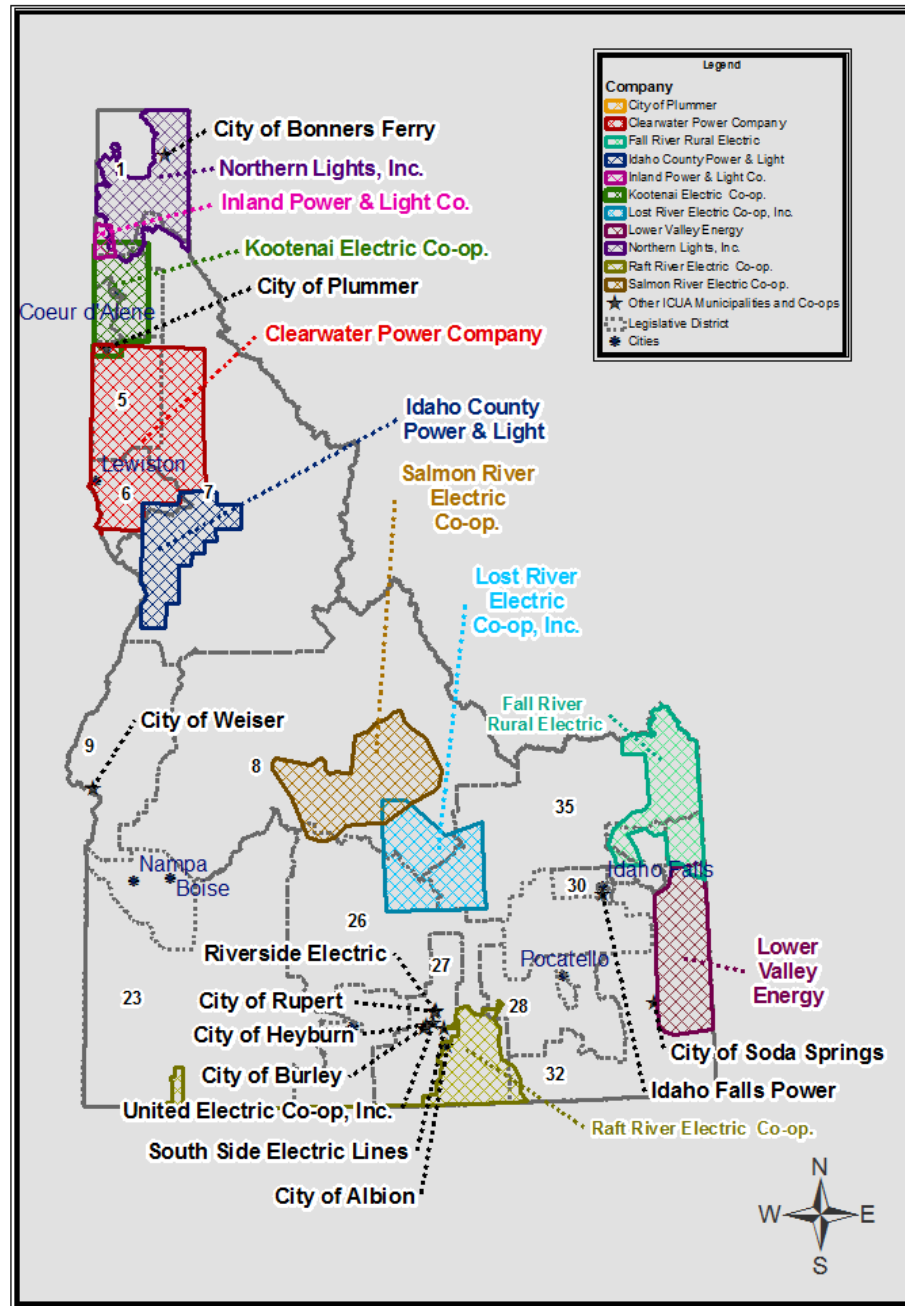 Legend
Company
City of Plummer
Clearwater Power Company
Fall River Rural Electric
Idaho County Power & Light
Inland Power & Light Co.
Kootenai Electric Co-op.
Lost River Electric Co-op, Inc.
Lower Valley Energy
Northern Lights, Inc.
Raft River Electric Co-op.
Salmon River Electric Co-op.
Other ICUA Municipalities and Co-ops
Legislative District
Cities
City of Bonners Ferry
1
Northern Lights, Inc.
Inland Power & Light Co.
Kootenai Electric Co-op.
City of Plummer
Coeur d'Alene
Clearwater Power Company
5
Idaho County
Power & Light
Lewiston
6
7
Salmon River
Electric
Co-op.
Lost River
Electric
Co-op, Inc.
Fall River
Rural Electric
City of Weiser
9
8
35
Nampa
Boise
Idaho Falls
30
26
Riverside Electric
27
Pocatello
Lower
Valley
Energy
23
City of Rupert
28
City of Heyburn
City of Soda Springs
City of Burley
32
Idaho Falls Power
United Electric Co-op, Inc.
Raft River Electric Co-op.
South Side Electric Lines
City of Albion
N
W
E
S